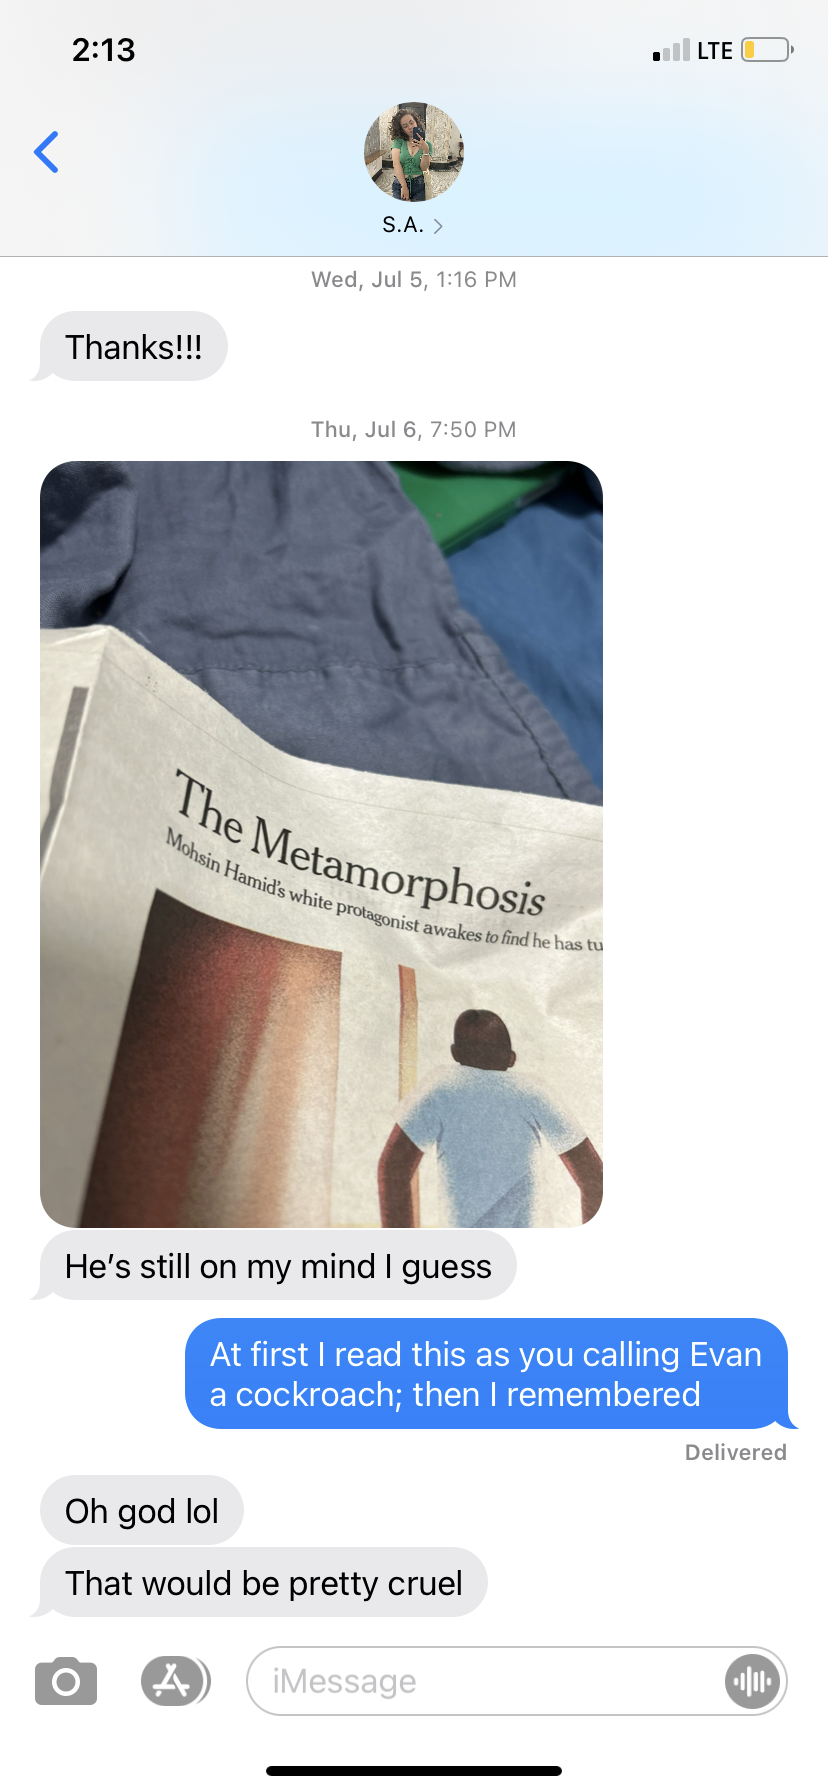 2:13
LTE
S.A.
Wed, Jul 5, 1:16 PM
Thanks!!!
Thu, Jul 6, 7:50 PM
The Metamorphosis
Mohsin Hamid's white protagonist awakes to find he has tu
He's still on my mind I guess
At first I read this as you calling Evan
a cockroach; then I remembered
Delivered
Oh god lol
That would be pretty cruel
iMessage